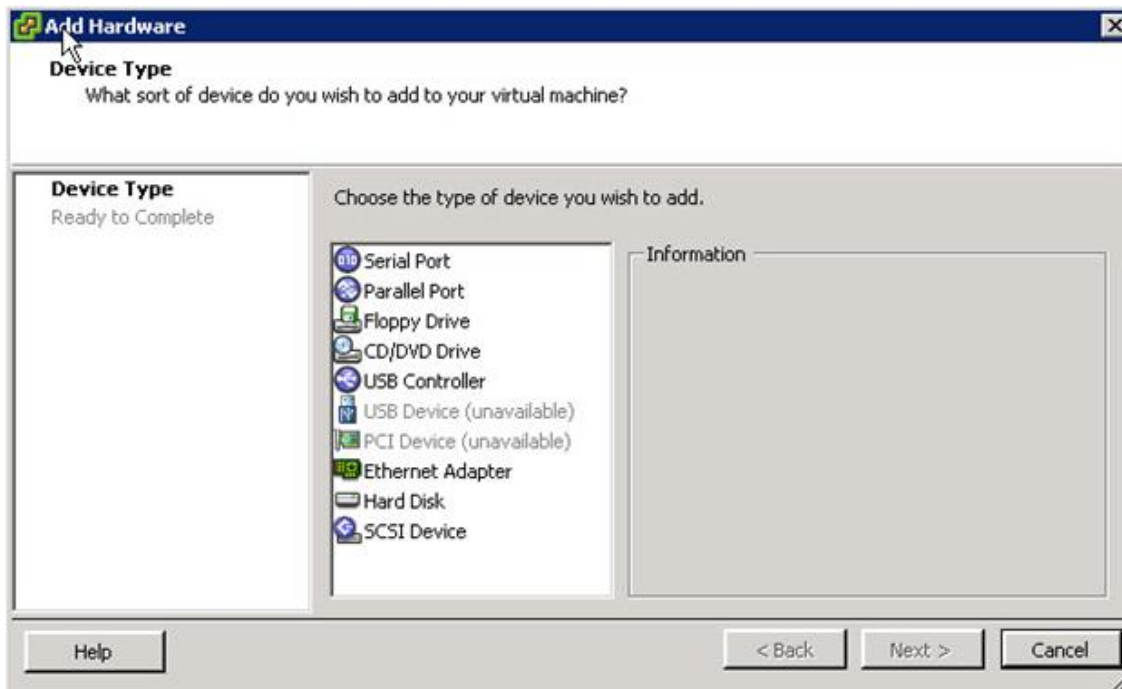 Add Hardware
Device Type
What sort of device do you wish to add to your virtual machine?
Device Type
Ready to Complete
Choose the type of device you wish to add.
Serial Port
Parallel Port
Floppy Drive
CD/DVD Drive
USB Controller
USB Device (unavailable)
PCI Device (unavailable)
Ethernet Adapter
Hard Disk
SCSI Device
Information
Help
< Back
Next >
Cancel